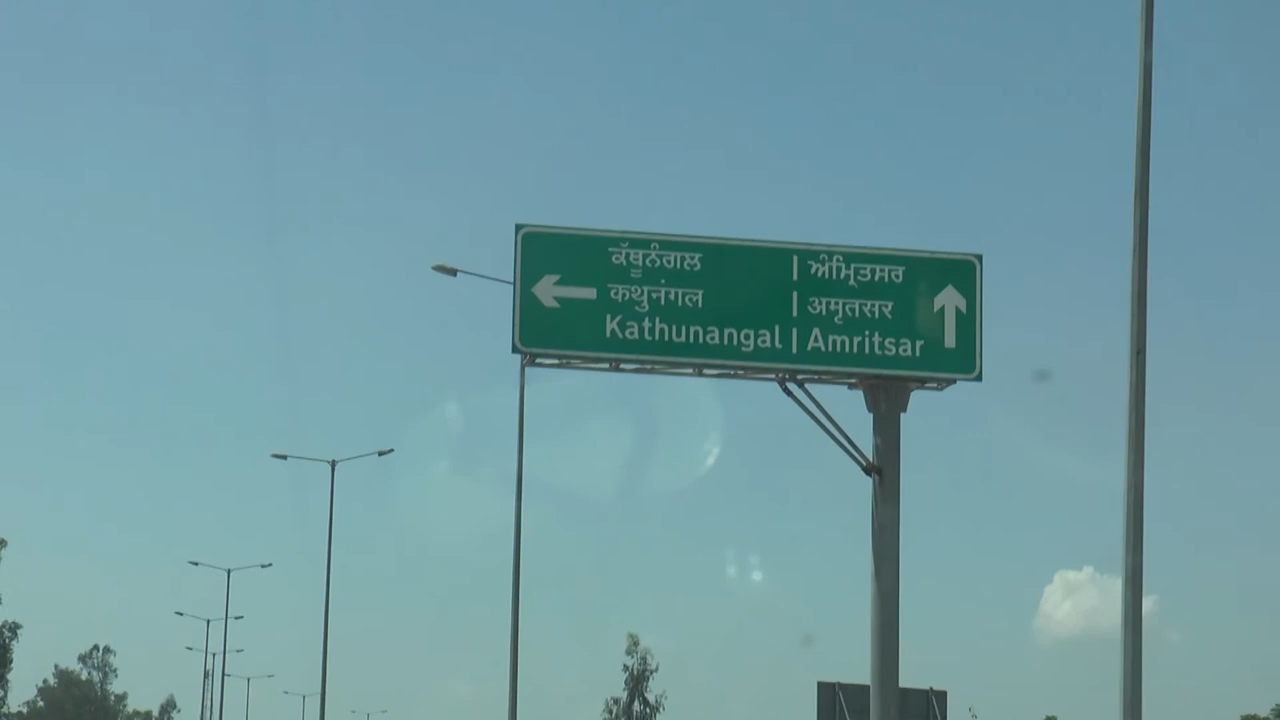 ਕੱਥੂਨੰਗਲ | ਅੰਮ੍ਰਿਤਸਰ
कथुनंगल | अमृतसर
Kathunangal | Amritsar